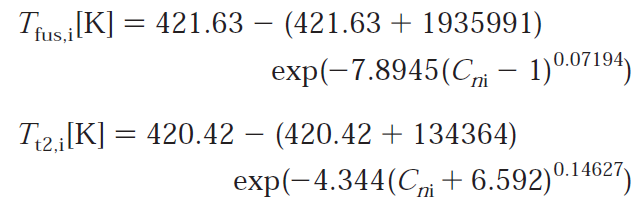 T_fus,i[K] = 421.63 − (421.63 + 1935991)
exp(−7.8945(C_ni − 1)^0.07194)
T_t2,i[K] = 420.42 − (420.42 + 134364)
exp(−4.344(C_ni + 6.592)^0.14627)